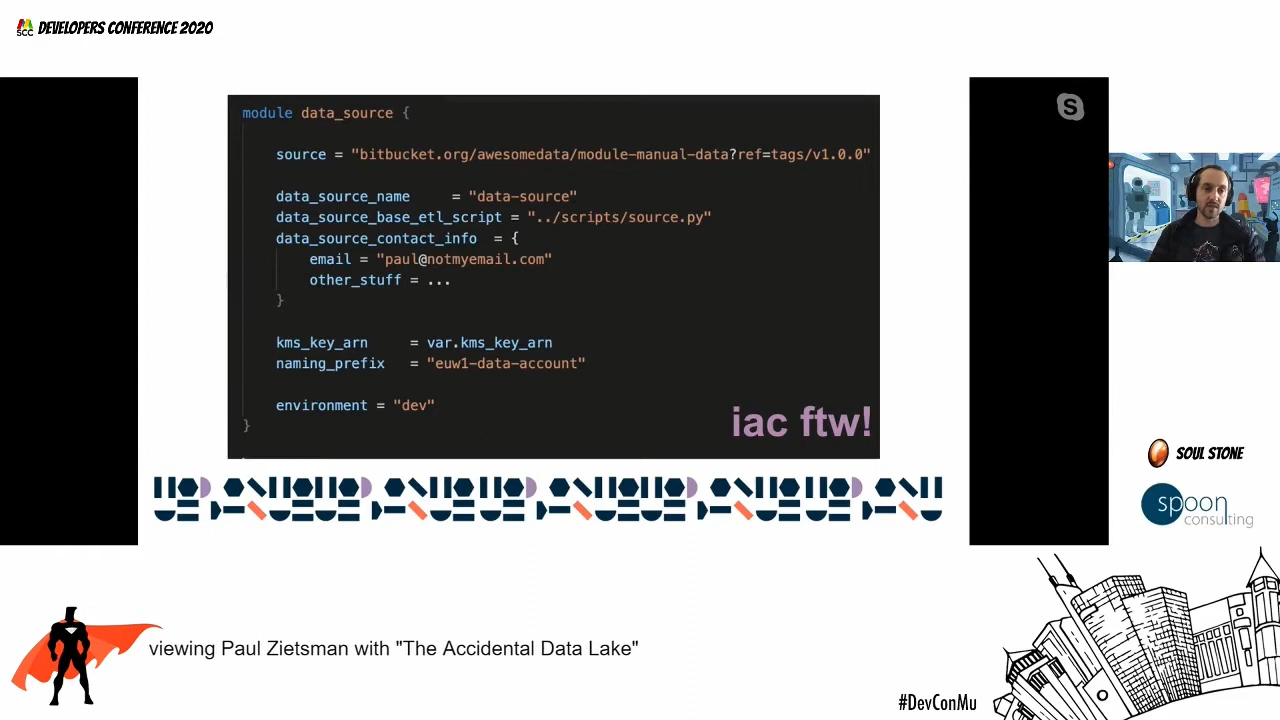 MSCC DEVELOPERS CONFERENCE 2020
module data_source {
source = "bitbucket.org/awesomedata/module-manual-data?ref=tags/v1.0.0"
data_source_name = "data-source"
data_source_base_etl_script = "../scripts/source.py"
data_source_contact_info = {
email = "paul@notmyemail.com"
other_stuff = ...
}
kms_key_arn = var.kms_key_arn
naming_prefix = "euw1-data-account"
environment = "dev"
}
iac ftw!
S
SOUL STONE
spoon
consulting
viewing Paul Zietsman with "The Accidental Data Lake"
#DevConMu